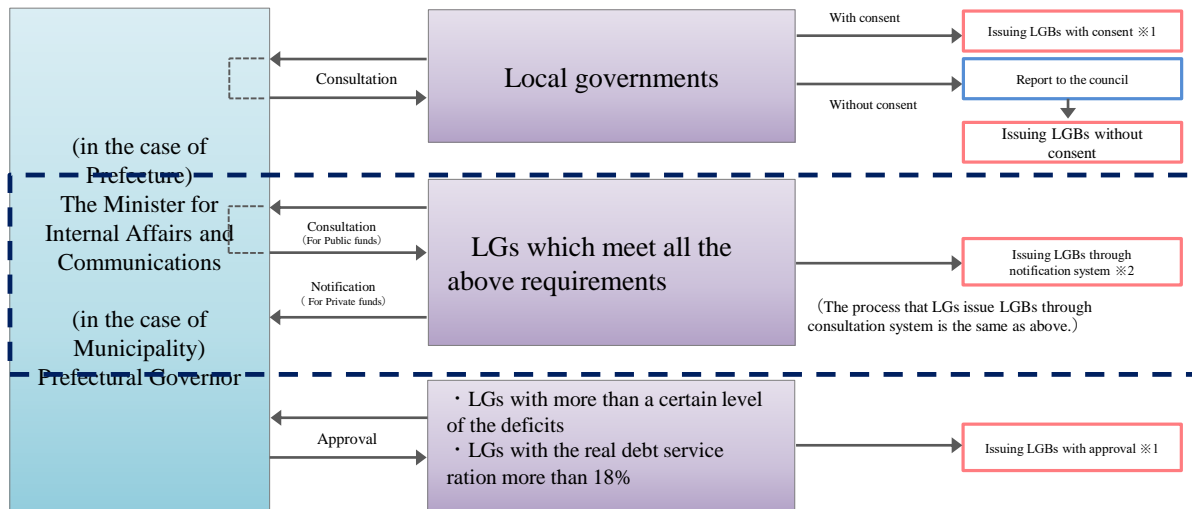 (in the case of
Prefecture)
The Minister for
Internal Affairs and
Communications
(in the case of
Municipality)
Prefectural Governor
Consultation
Local governments
With consent
Without consent
Issuing LGBs with consent ※1
Report to the council
Issuing LGBs without
consent
Consultation
(For Public funds)
Notification
( For Private funds)
LGs which meet all the
above requirements
Issuing LGBs through
notification system ※2
(The process that LGs issue LGBs through
consultation system is the same as above.)
Approval
・LGs with more than a certain level
of the deficits
・LGs with the real debt service
ration more than 18%
Issuing LGBs with approval ※1